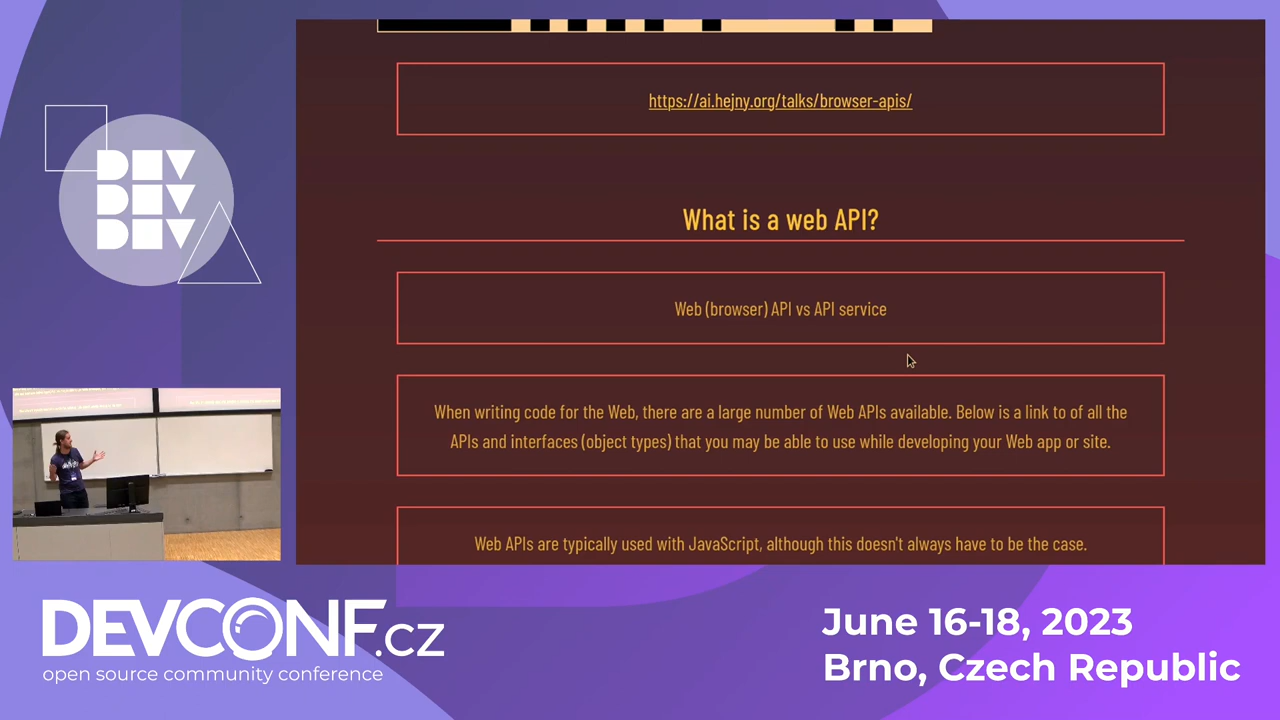 https://ai.hejny.org/talks/browser-apis/
What is a web API?
Web (browser) API vs API service
When writing code for the Web, there are a large number of Web APIs available. Below is a link to of all the
APIs and interfaces (object types) that you may be able to use while developing your Web app or site.
Web APIs are typically used with JavaScript, although this doesn't always have to be the case.
DEV
DEV
DEV
DEVCONF.cz
open source community conference
June 16-18, 2023
Brno, Czech Republic